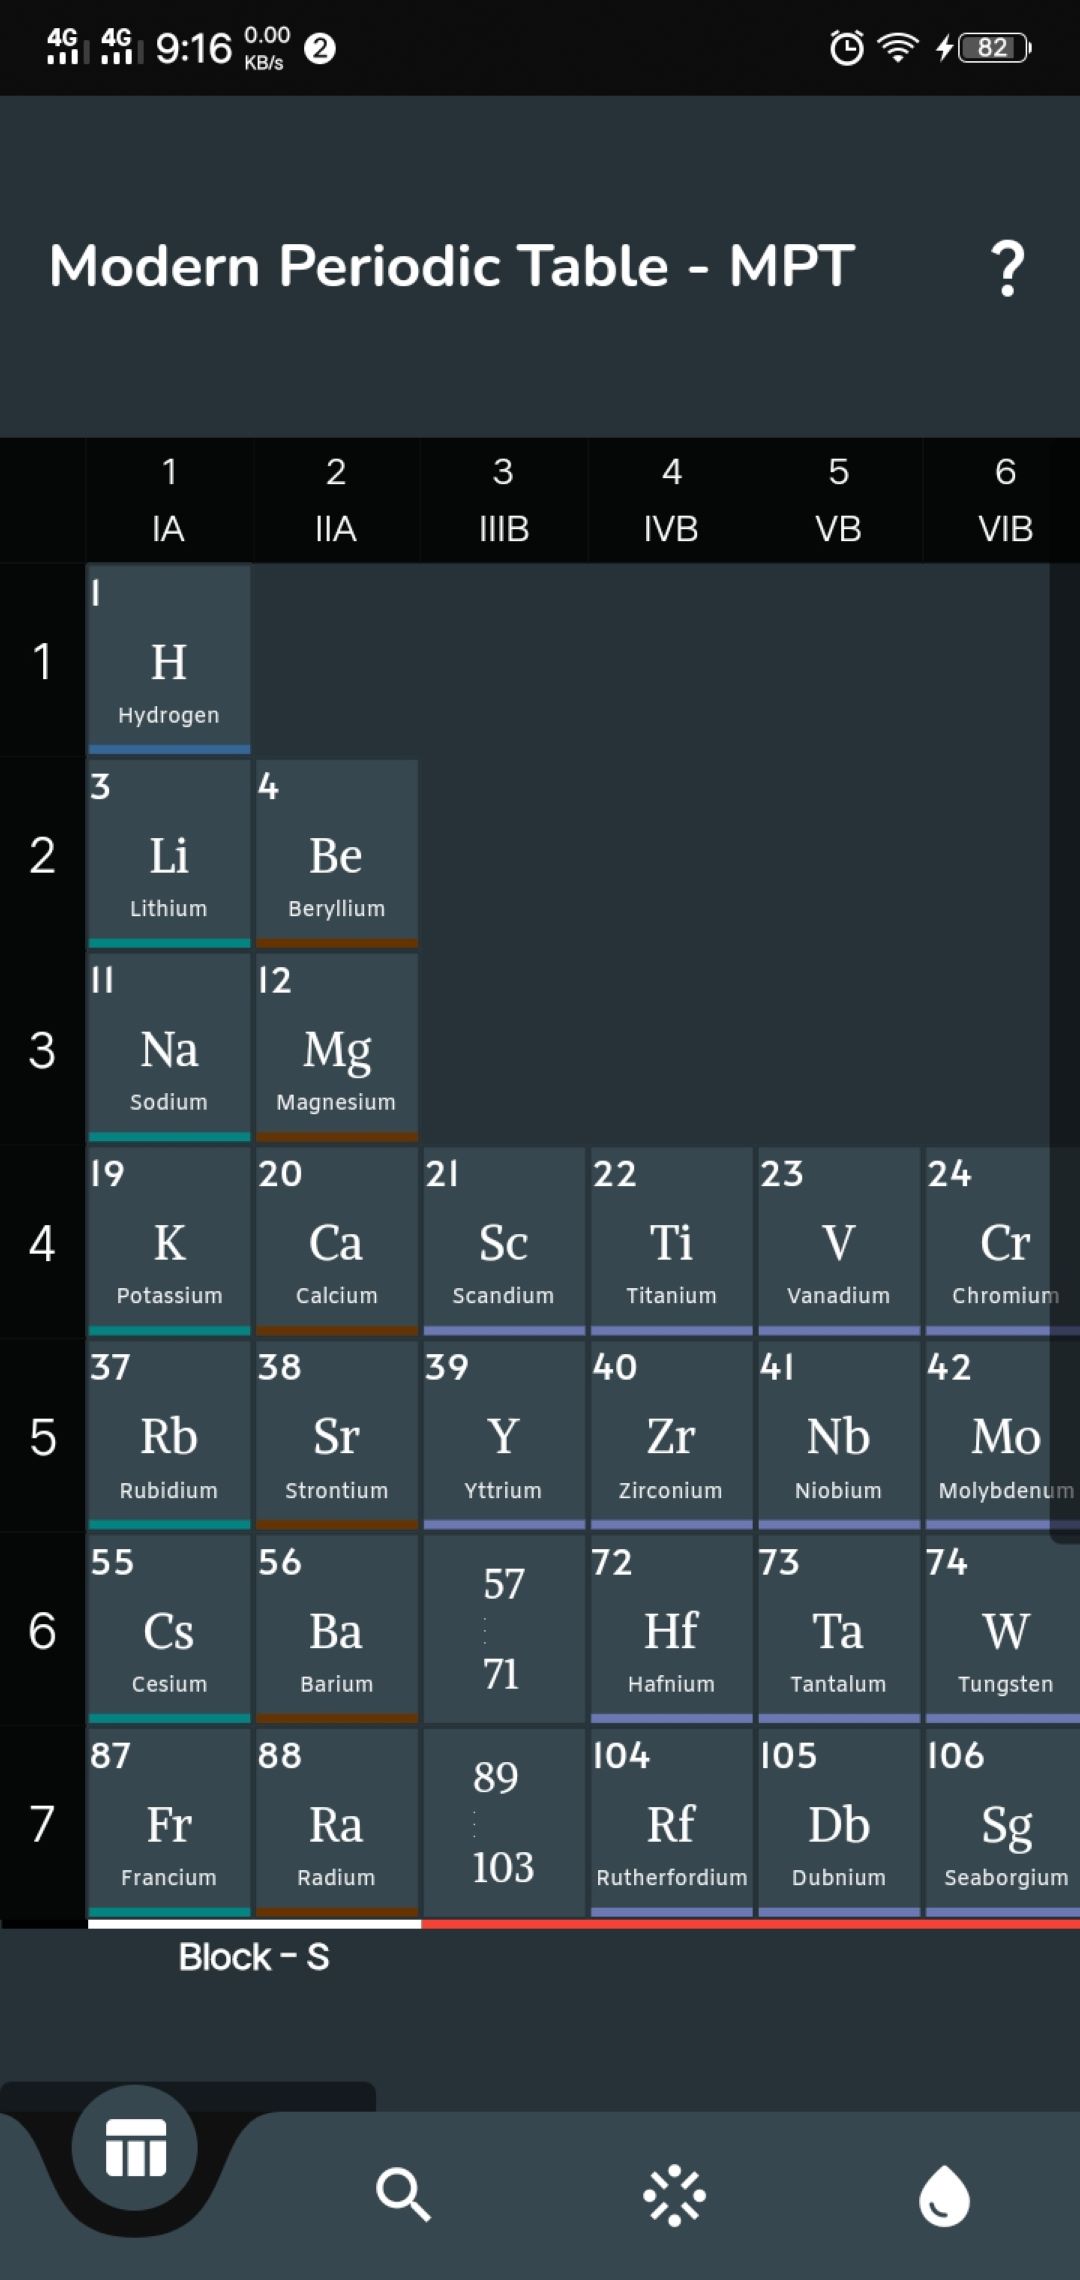 4G 4G 9:16 0.00 KB/s 2 82
Modern Periodic Table - MPT ?
1 2 3 4 5 6
IA IIA IIIB IVB VB VIB
1
1
H
Hydrogen
2
3 4
Li Be
Lithium Beryllium
3
11 12
Na Mg
Sodium Magnesium
4
19 20 21 22 23 24
K Ca Sc Ti V Cr
Potassium Calcium Scandium Titanium Vanadium Chromium
5
37 38 39 40 41 42
Rb Sr Y Zr Nb Mo
Rubidium Strontium Yttrium Zirconium Niobium Molybdenum
6
55 56 57 72 73 74
Cs Ba Hf Ta W
71
Cesium Barium Hafnium Tantalum Tungsten
7
87 88 89 104 105 106
Fr Ra Rf Db Sg
103
Francium Radium Rutherfordium Dubnium Seaborgium
Block - S